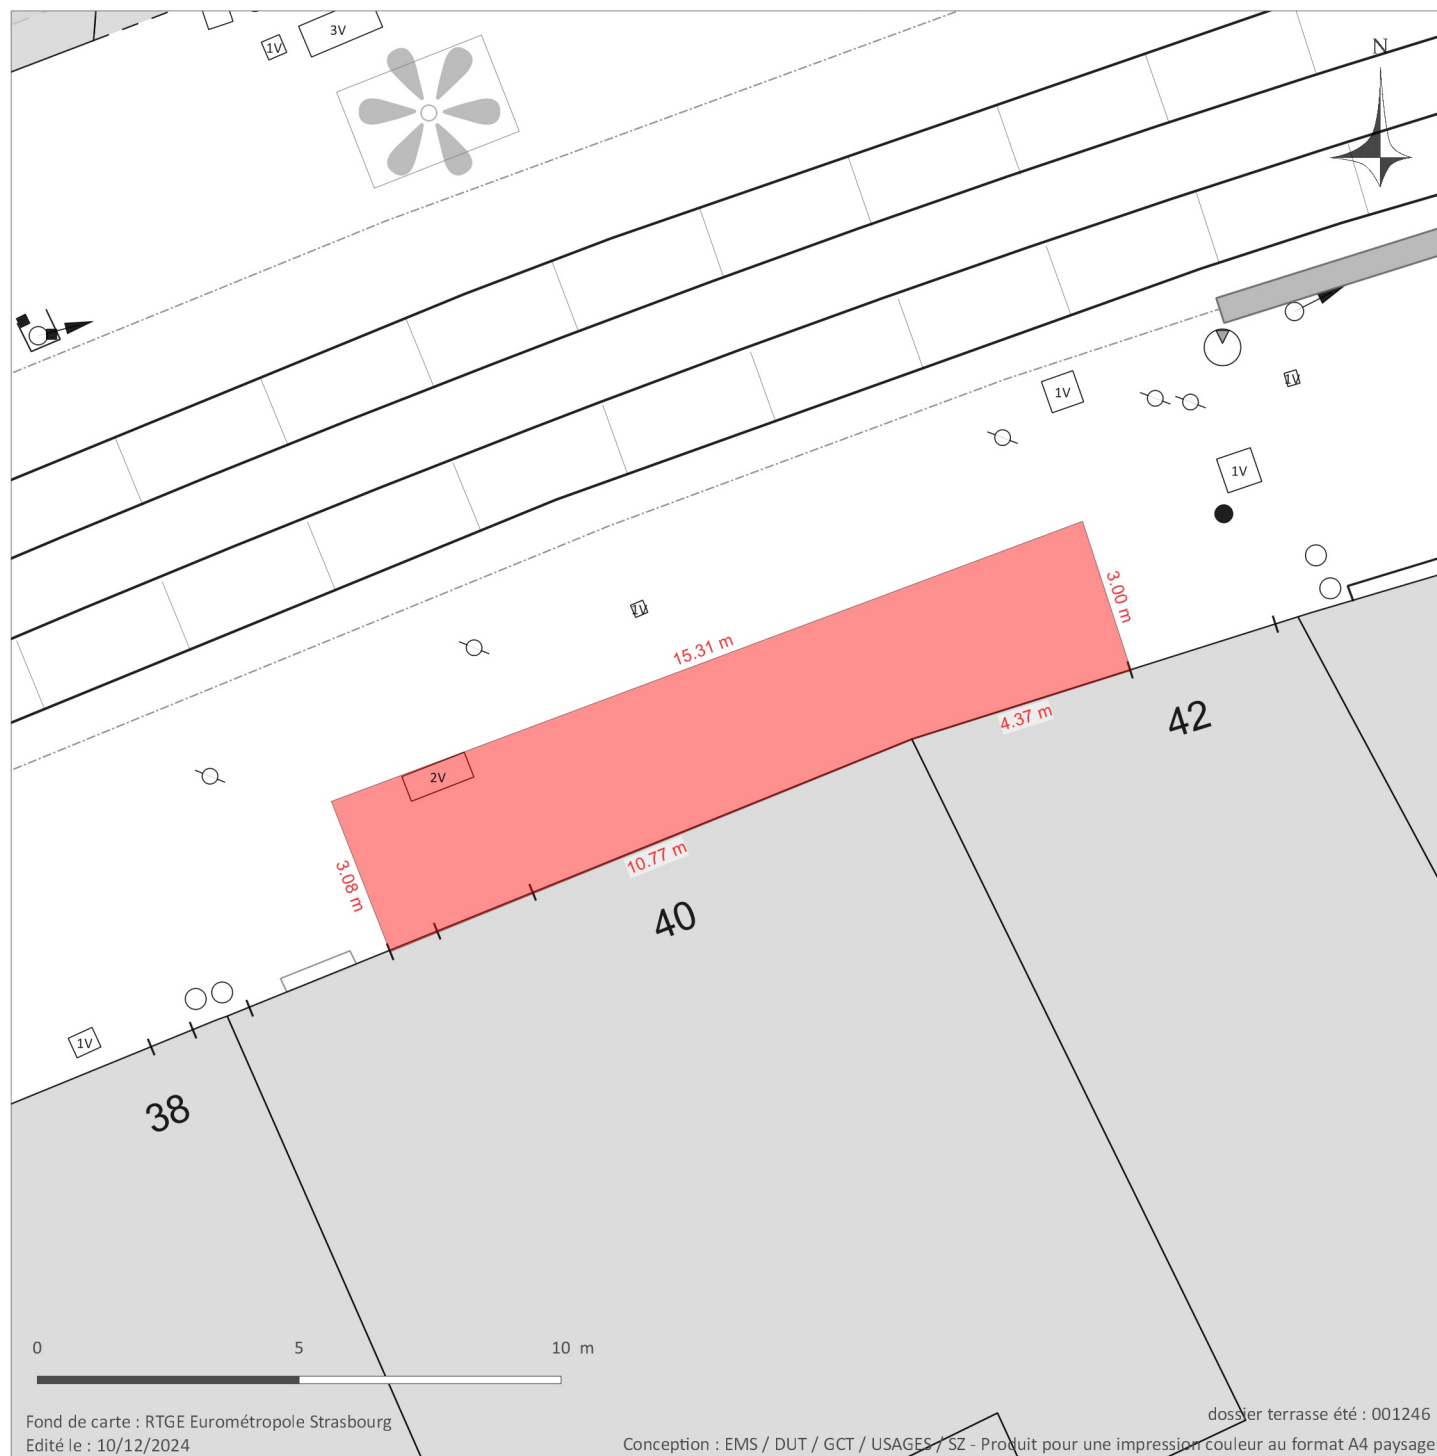 3V
1V
N
1V
1V
1V
1V
3.00 m
15.31 m
42
4.37 m
2V
10.77 m
3.08 m
40
1V
38
0 5 10 m
Fond de carte : RTGE Eurométropole Strasbourg
dossier terrasse été : 001246
Edité le : 10/12/2024
Conception : EMS / DUT / GCT / USAGES / SZ - Produit pour une impression couleur au format A4 paysage